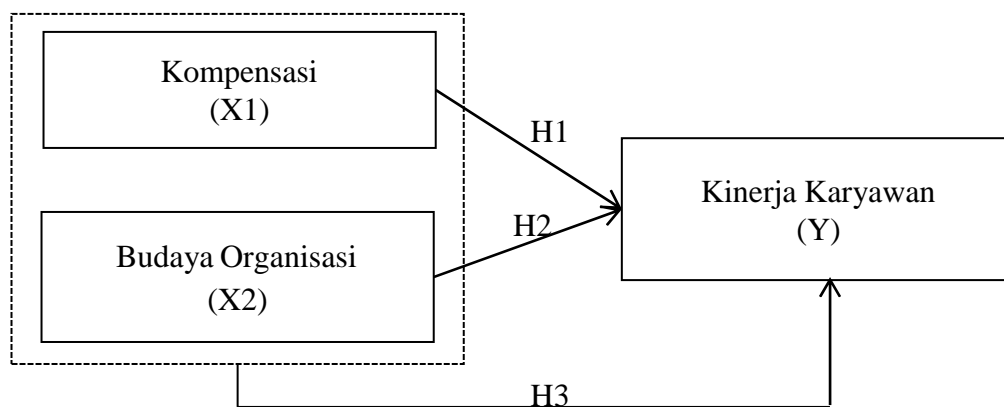 Kompensasi
(X1)
H1
Kinerja Karyawan
(Y)
H2
Budaya Organisasi
(X2)
H3